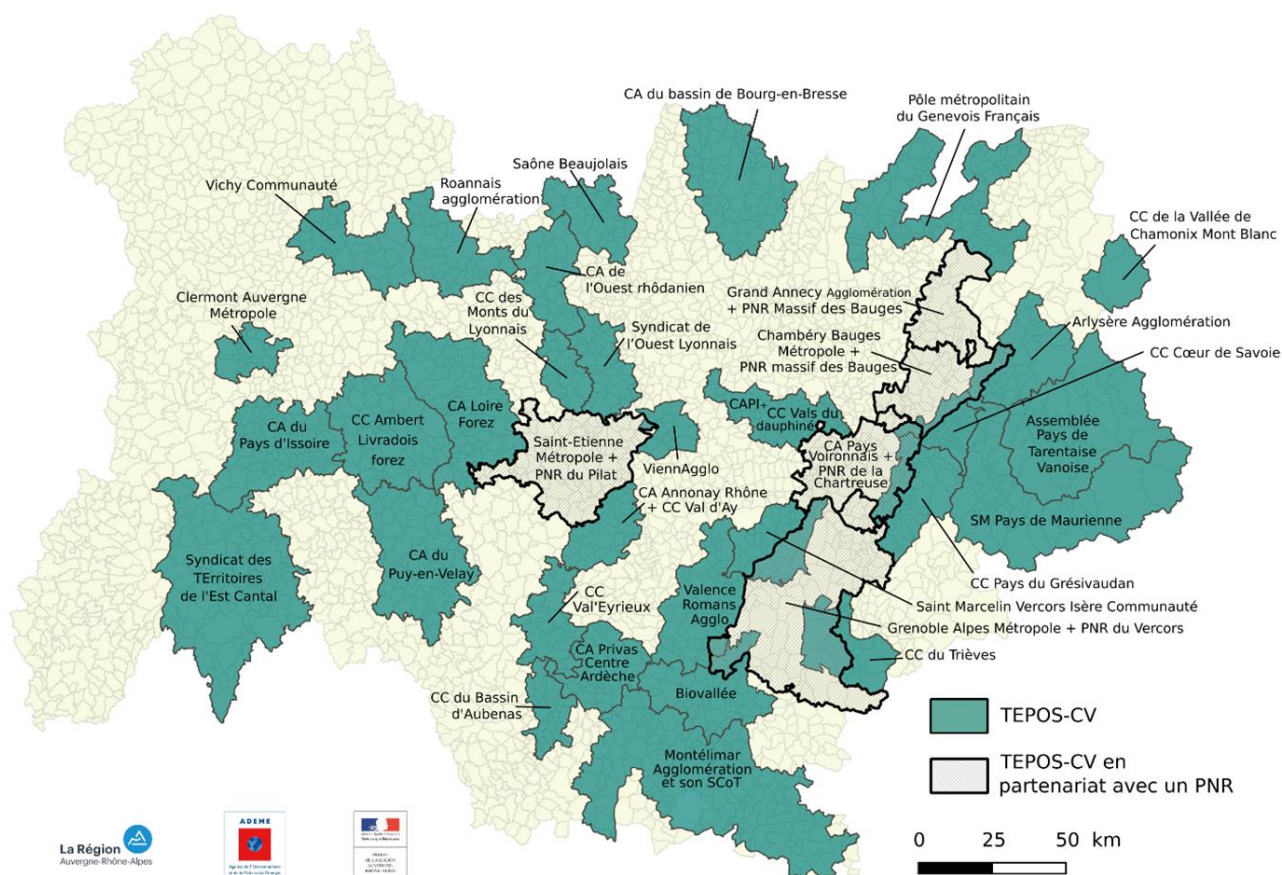 CA du bassin de Bourg-en-Bresse
Pôle métropolitain
du Genevois Français
Saône Beaujolais
Roannais
agglomération
Vichy Communauté
CC de la Vallée de
Chamonix Mont Blanc
CA de
l'Ouest rhôdanien
Clermont Auvergne
Métropole
CC des
Monts du
Lyonnais
Grand Annecy Agglomération
+ PNR Massif des Bauges
Arlysère Agglomération
Syndicat de
l'Ouest Lyonnais
Chambéry Bauges
Métropole +
PNR massif des Bauges
CC Cœur de Savoie
CAPI+
CC Vals du
dauphiné
CA Loire
Forez
CC Ambert
Livradois
forez
CA du
Pays d'Issoire
Saint-Etienne
Métropole +
PNR du Pilat
ViennAgglo
CA Pays
Voironnais +
PNR de la
Chartreuse
Assemblée
Pays de
Tarentaise
Vanoise
CA Annonay Rhône
+ CC Val d'Ay
SM Pays de Maurienne
Syndicat des
TErritoires
de l'Est Cantal
CA du
Puy-en-Velay
CC
Val'Eyrieux
Valence
Romans
Agglo
CC Pays du Grésivaudan
Saint Marcelin Vercors Isère Communauté
Grenoble Alpes Métropole + PNR du Vercors
CC du Trièves
CA Privas
Centre
Ardèche
CC du Bassin
d'Aubenas
Biovallée
Montélimar
Agglomération
et son SCoT
TEPOS-CV
TEPOS-CV en
partenariat avec un PNR
0 25 50 km
La Région
Auvergne-Rhône-Alpes
ADEME